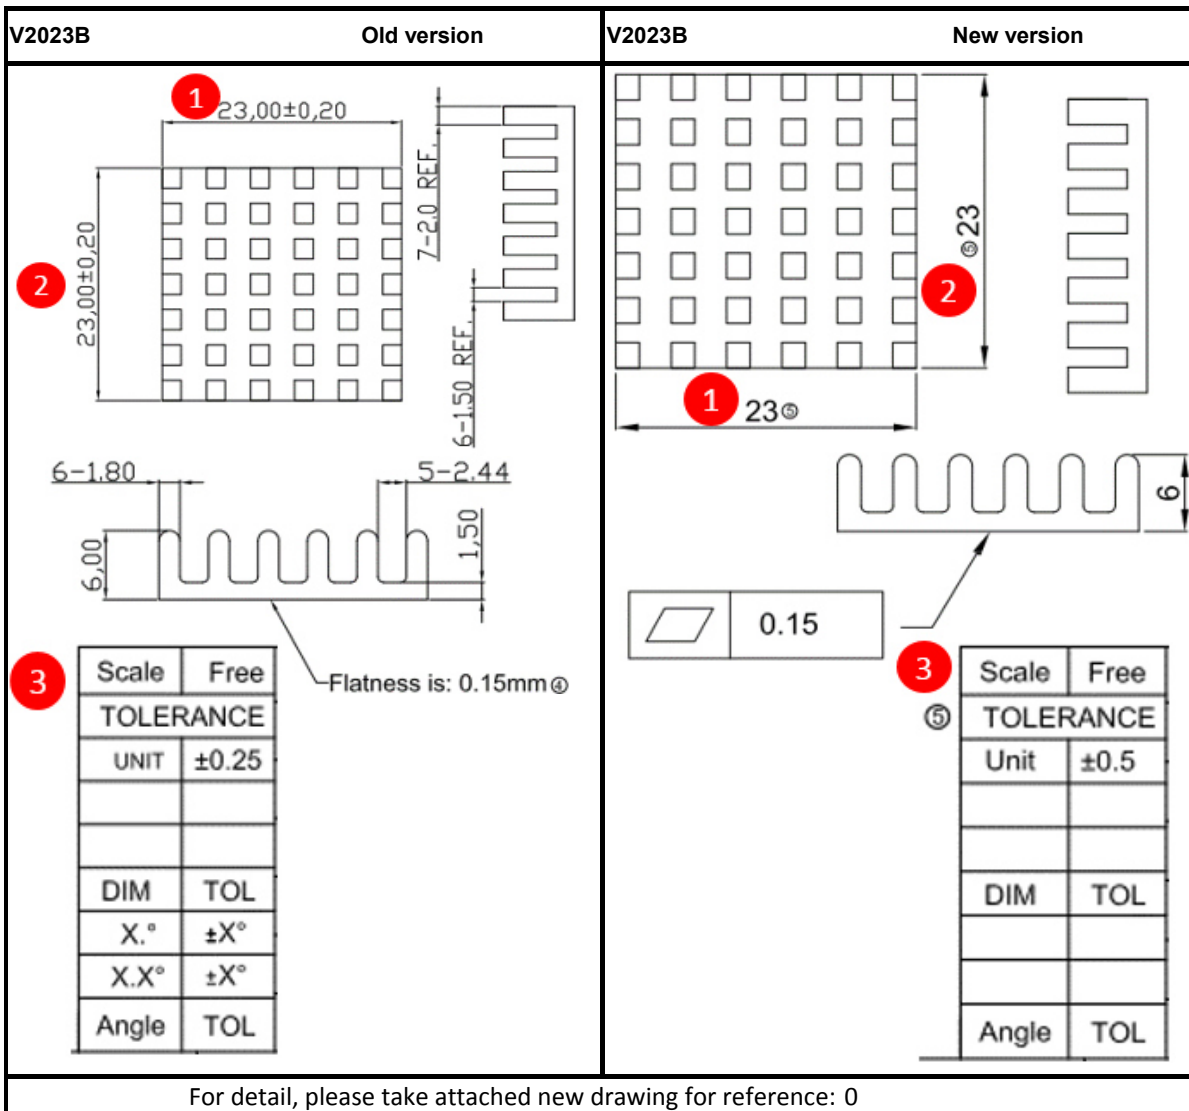 V2023B Old version
V2023B New version
1
23,00±0,20
2
23,00±0,20
7-2.0 REF.
6-1.50 REF.
6-1.80
5-2.44
6,00
1,50
Flatness is: 0.15mm④
3
Scale Free
TOLERANCE
UNIT ±0.25
DIM TOL
X.° ±X°
X.X° ±X°
Angle TOL
⑤23
2
1
23⑤
6
0.15
3
Scale Free
⑤ TOLERANCE
Unit ±0.5
DIM TOL
Angle TOL
For detail, please take attached new drawing for reference: 0